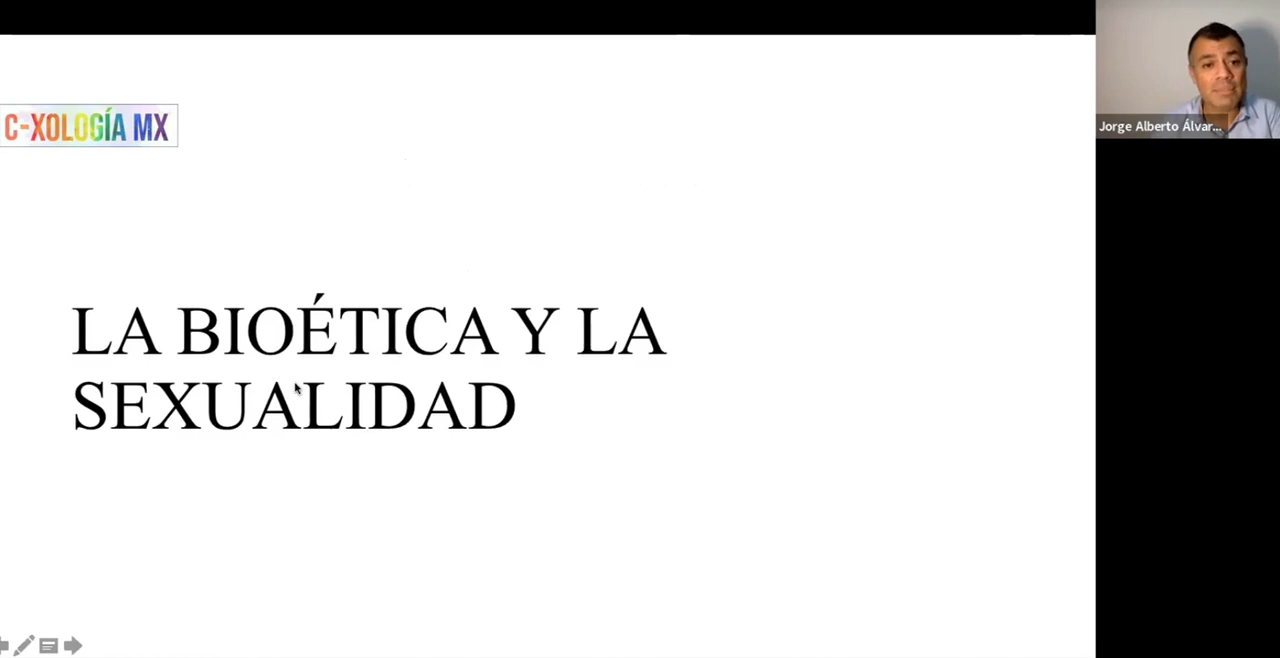 C-XOLOGÍA MX
LA BIOÉTICA Y LA
SEXUALIDAD
Jorge Alberto Álvar...